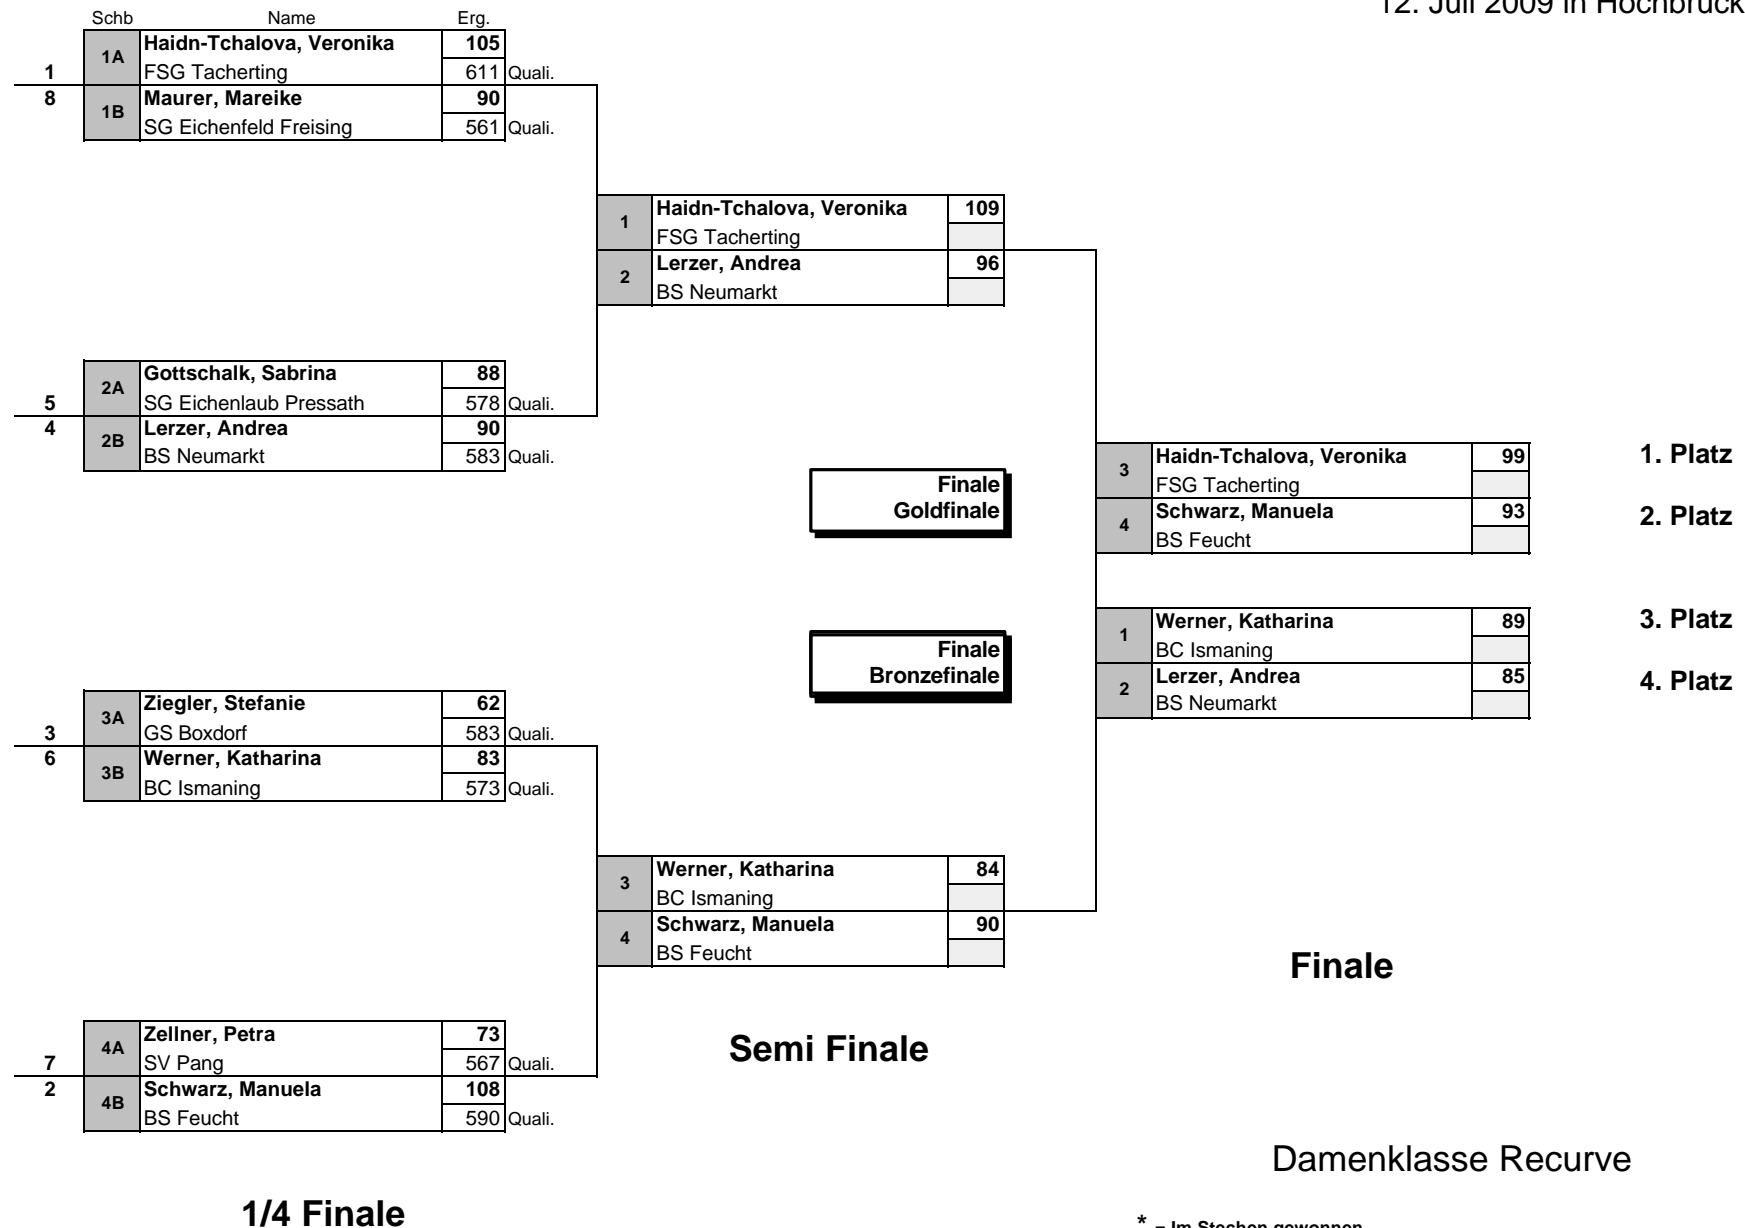 12. Juli 2009 in Hochbrück
Schb Name Erg.
1A Haidn-Tchalova, Veronika 105
1 FSG Tacherting 611 Quali.
8 1B Maurer, Mareike 90
SG Eichenfeld Freising 561 Quali.
1 Haidn-Tchalova, Veronika 109
FSG Tacherting
2 Lerzer, Andrea 96
BS Neumarkt
2A Gottschalk, Sabrina 88
5 SG Eichenlaub Pressath 578 Quali.
4 2B Lerzer, Andrea 90
BS Neumarkt 583 Quali.
3 Haidn-Tchalova, Veronika 99 1. Platz
FSG Tacherting
4 Schwarz, Manuela 93 2. Platz
BS Feucht
Finale
Goldfinale
1 Werner, Katharina 89 3. Platz
BC Ismaning
2 Lerzer, Andrea 85 4. Platz
BS Neumarkt
Finale
Bronzefinale
3A Ziegler, Stefanie 62
3 GS Boxdorf 583 Quali.
6 3B Werner, Katharina 83
BC Ismaning 573 Quali.
3 Werner, Katharina 84
BC Ismaning
4 Schwarz, Manuela 90
BS Feucht
Finale
4A Zellner, Petra 73
7 SV Pang 567 Quali.
2 4B Schwarz, Manuela 108
BS Feucht 590 Quali.
Semi Finale
Damenklasse Recurve
1/4 Finale
* = Im Stechen gewonnen